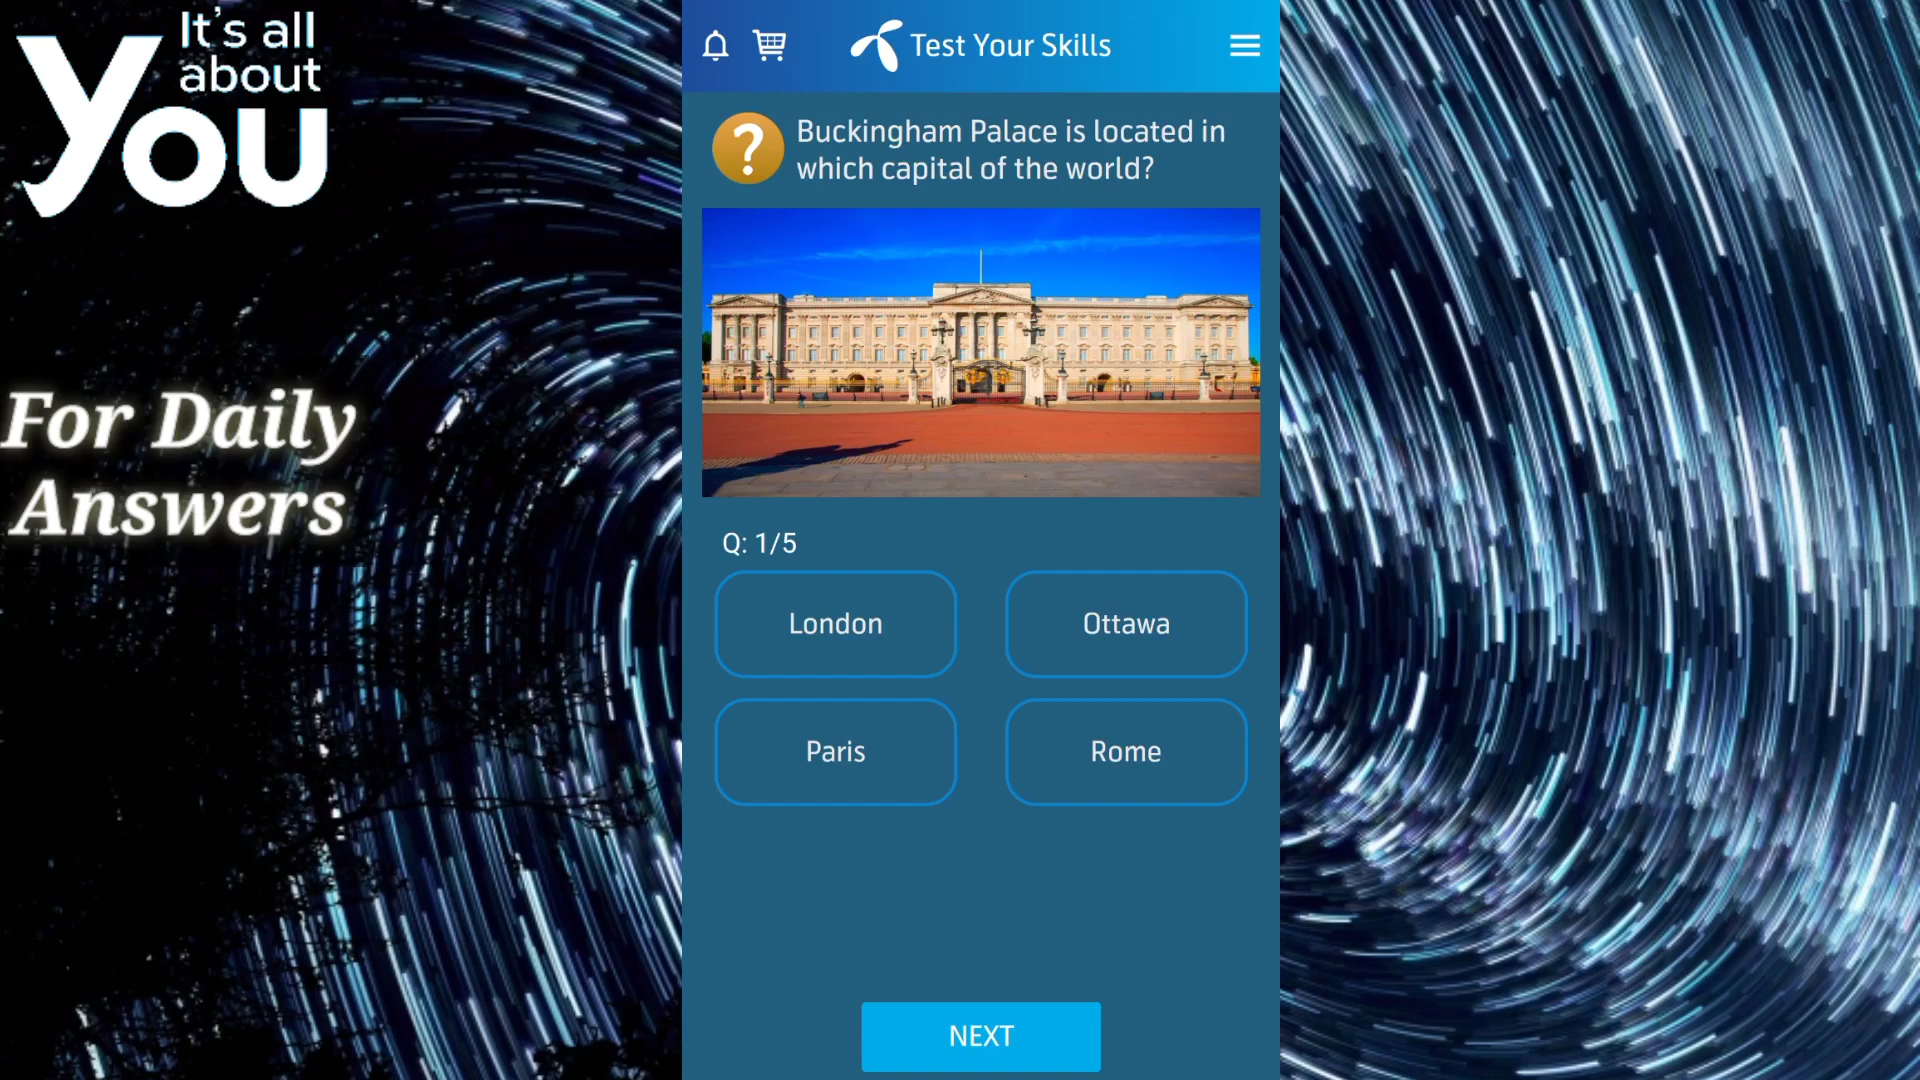 It's all
about
You
For Daily
Answers
Test Your Skills
?
Buckingham Palace is located in
which capital of the world?
Q: 1/5
London
Ottawa
Paris
Rome
NEXT